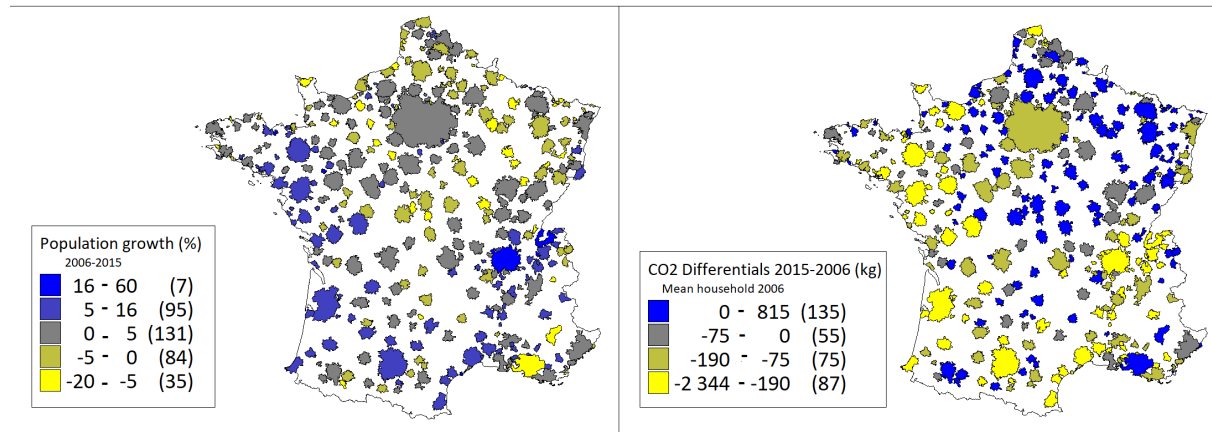 Population growth (%)
2006-2015
16 - 60 (7)
5 - 16 (95)
0 - 5 (131)
-5 - 0 (84)
-20 - -5 (35)
CO2 Differentials 2015-2006 (kg)
Mean household 2006
0 - 815 (135)
-75 - 0 (55)
-190 - -75 (75)
-2 344 - -190 (87)